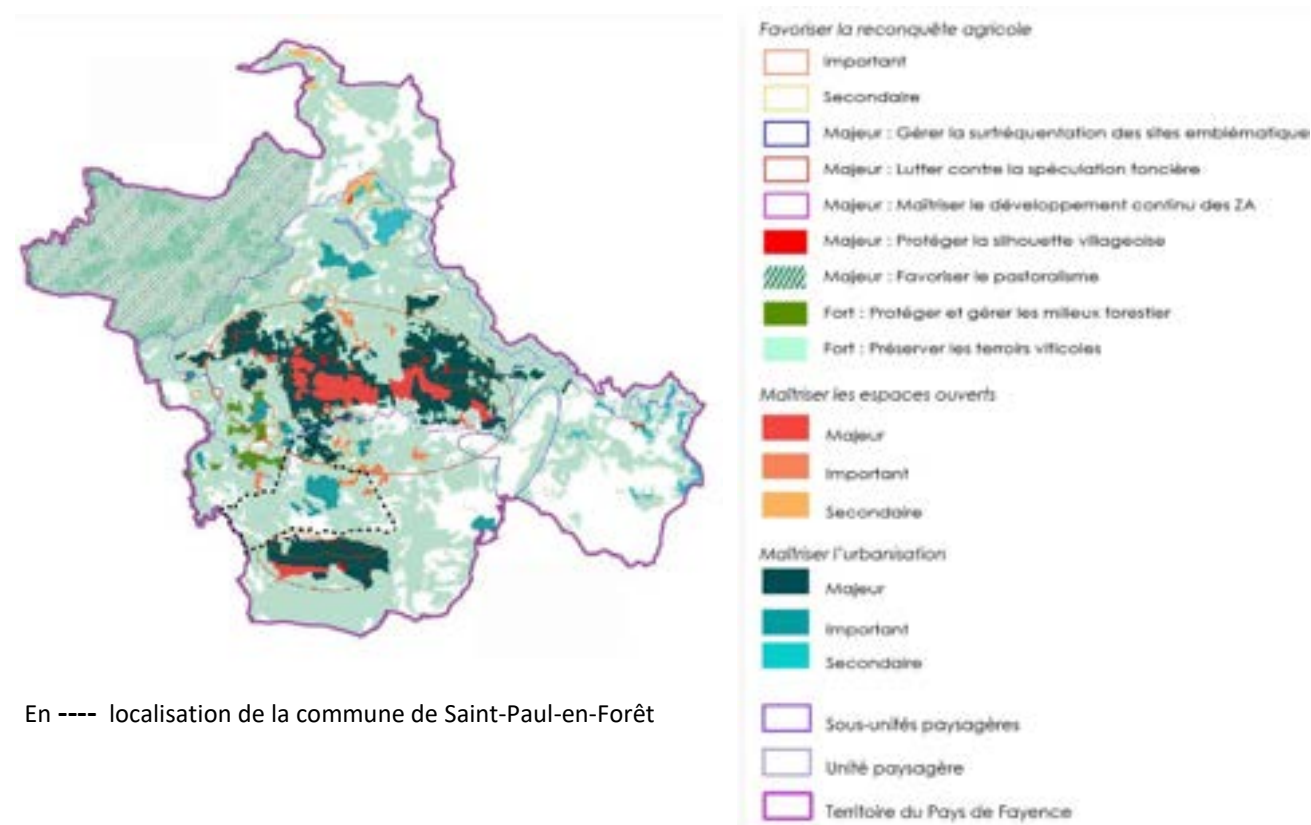 Favoriser la reconquête agricole
Important
Secondaire
Majeur : Gérer la surfréquentation des sites emblématique
Majeur : Lutter contre la spéculation foncière
Majeur : Maîtriser le développement continu des ZA
Majeur : Protéger la silhouette villageoise
Majeur : Favoriser le pastoralisme
Fort : Protéger et gérer les milieux forestier
Fort : Préserver les terroirs viticoles
Maîtriser les espaces ouverts
Majeur
Important
Secondaire
Maîtriser l'urbanisation
Majeur
Important
Secondaire
Sous-unités paysagères
Unité paysagère
Territoire du Pays de Fayence
En ---- localisation de la commune de Saint-Paul-en-Forêt